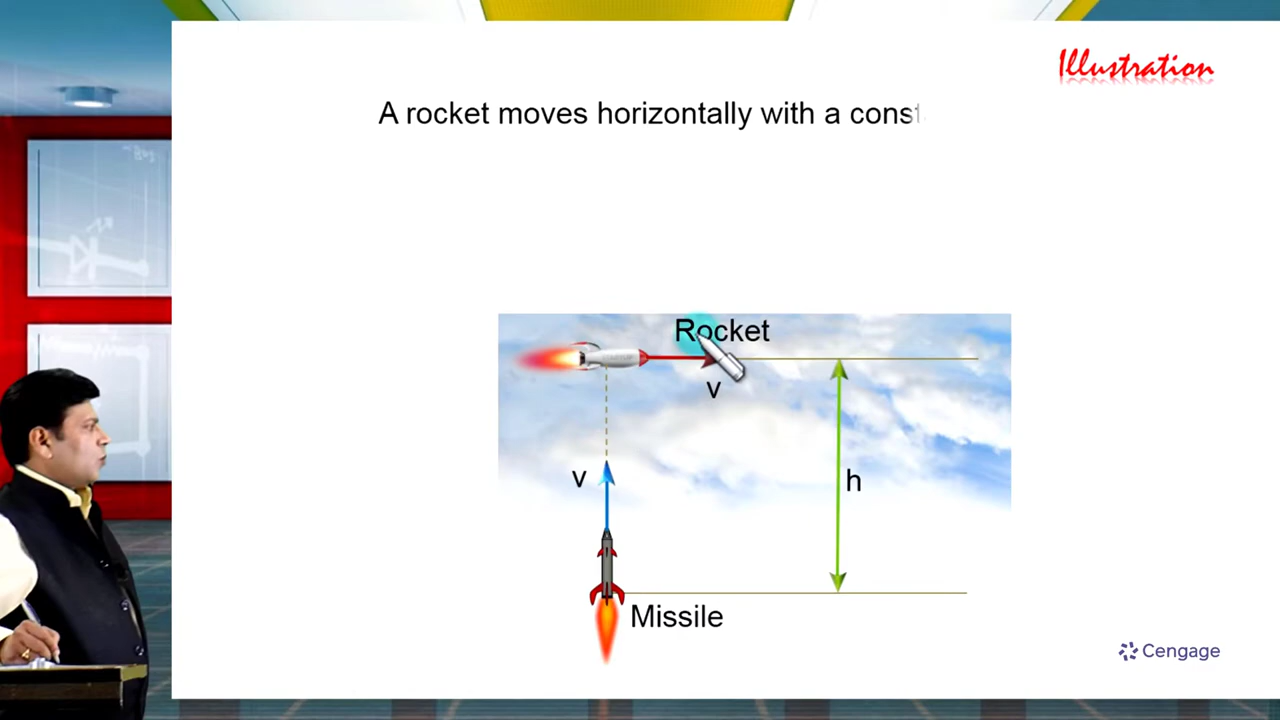 Illustration
A rocket moves horizontally with a const
Rocket
v
v
h
Missile
Cengage